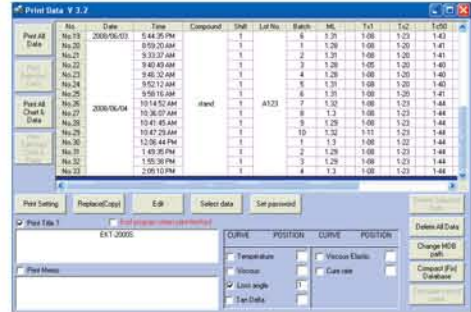 Print Data V 3.2
No. Date Time Compound Shift Lot No. Batch ML Tx1 Tx2 Tc50
No.19 2008/06/03 5:44:35 PM 1 6 1.31 1-08 1-23 1-43
No.20 8:59:20 AM 1 1 1.28 1-08 1-20 1-41
No.21 9:33:37 AM 1 2 1.31 1-08 1-20 1-41
No.22 9:40:49 AM 1 3 1.28 1-05 1-20 1-40
No.23 9:46:32 AM 1 4 1.28 1-08 1-20 1-40
No.24 9:52:12 AM 1 5 1.31 1-08 1-20 1-40
No.25 9:58:16 AM 1 6 1.31 1-08 1-20 1-41
No.26 2008/06/04 10:14:52 AM stand 1 A123 7 1.32 1-08 1-23 1-44
No.27 10:36:07 AM 1 8 1.3 1-08 1-23 1-44
No.28 10:41:45 AM 1 9 1.29 1-08 1-23 1-44
No.29 10:47:29 AM 1 10 1.32 1-11 1-23 1-44
No.30 12:06:44 PM 1 1 1.3 1-08 1-22 1-44
No.31 1:49:35 PM 1 2 1.29 1-08 1-23 1-44
No.32 1:55:38 PM 1 3 1.29 1-08 1-23 1-44
No.33 2:05:10 PM 1 4 1.3 1-08 1-23 1-44
Print All
Data
Print All
Chart &
Data
Print Setting Replace(Copy) Edit Select data Set password
Print Title 1
EKT-2000S
Print Memo
CURVE POSITION CURVE POSITION
Temperature Viscous Elastic
Viscous Cure rate
Loss angle 1
Tan Delta
Delete All Data
Change MDB
path
Compact (Fix)
Database